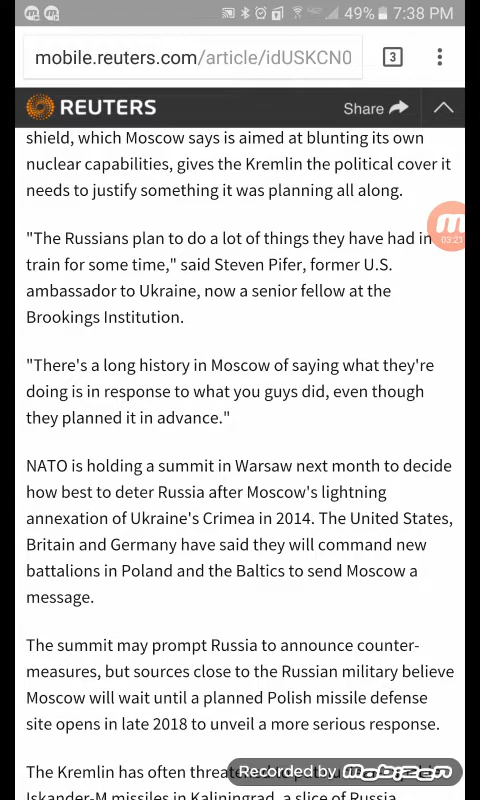 49% 7:38 PM
mobile.reuters.com/article/idUSKCN0
3
REUTERS
Share
shield, which Moscow says is aimed at blunting its own
nuclear capabilities, gives the Kremlin the political cover it
needs to justify something it was planning all along.
"The Russians plan to do a lot of things they have had in
train for some time," said Steven Pifer, former U.S.
ambassador to Ukraine, now a senior fellow at the
Brookings Institution.
03:21
"There's a long history in Moscow of saying what they're
doing is in response to what you guys did, even though
they planned it in advance."
NATO is holding a summit in Warsaw next month to decide
how best to deter Russia after Moscow's lightning
annexation of Ukraine's Crimea in 2014. The United States,
Britain and Germany have said they will command new
battalions in Poland and the Baltics to send Moscow a
message.
The summit may prompt Russia to announce counter-
measures, but sources close to the Russian military believe
Moscow will wait until a planned Polish missile defense
site opens in late 2018 to unveil a more serious response.
The Kremlin has often
Recorded by mobizen
Iskander-M missiles in Kaliningrad, a slice of Russia